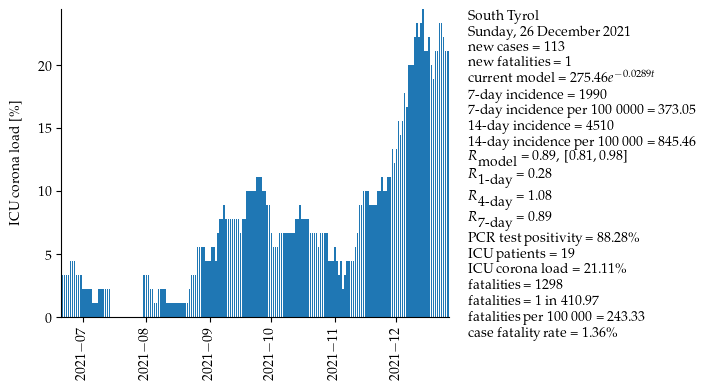 South Tyrol
Sunday, 26 December 2021
new cases = 113
new fatalities = 1
current model = 275.46e^{-0.0289t}
7-day incidence = 1990
7-day incidence per 100 0000 = 373.05
14-day incidence = 4510
14-day incidence per 100 000 = 845.46
R_model = 0.89, [0.81, 0.98]
R_1-day = 0.28
R_4-day = 1.08
R_7-day = 0.89
PCR test positivity = 88.28%
ICU patients = 19
ICU corona load = 21.11%
fatalities = 1298
fatalities = 1 in 410.97
fatalities per 100 000 = 243.33
case fatality rate = 1.36%
ICU corona load [%]
20
15
10
5
0
2021−07
2021−08
2021−09
2021−10
2021−11
2021−12